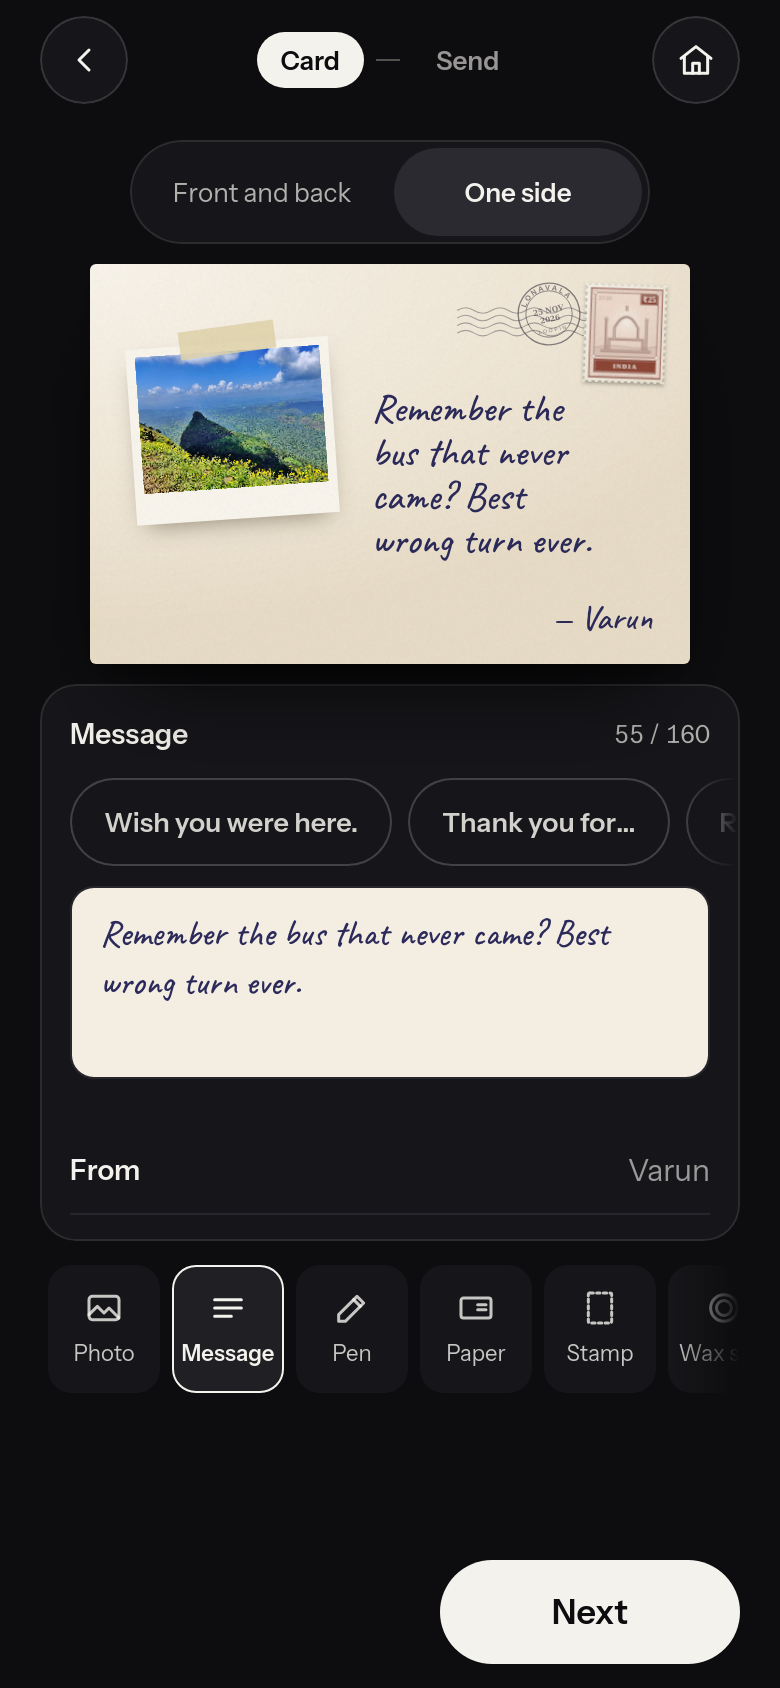 Card — Send
Front and back
One side
LONAVALA
25 NOV
2026
₹25
INDIA
Remember the
bus that never
came? Best
wrong turn ever.
— Varun
Message
55 / 160
Wish you were here.
Thank you for...
R
Remember the bus that never came? Best
wrong turn ever.
From
Varun
Photo
Message
Pen
Paper
Stamp
Wax s
Next